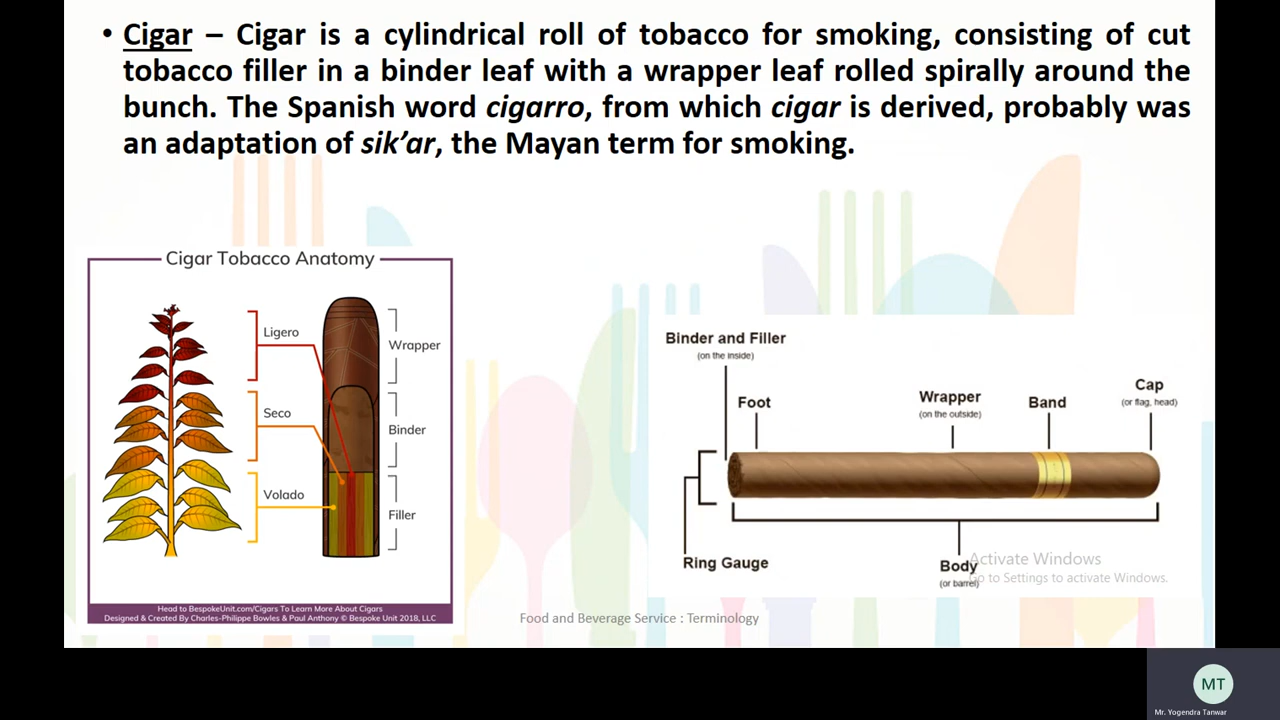 • Cigar – Cigar is a cylindrical roll of tobacco for smoking, consisting of cut
tobacco filler in a binder leaf with a wrapper leaf rolled spirally around the
bunch. The Spanish word cigarro, from which cigar is derived, probably was
an adaptation of sik’ar, the Mayan term for smoking.
Cigar Tobacco Anatomy
Ligero
Wrapper
Seco
Binder
Volado
Filler
Head to BespokeUnit.com/Cigars To Learn More About Cigars
Designed & Created By Charles-Philippe Bowles & Paul Anthony © Bespoke Unit 2018, LLC
Binder and Filler
(on the inside)
Foot
Wrapper
(on the outside)
Band
Cap
(or flag, head)
Ring Gauge
Body
(or barrel)
Activate Windows
Go to Settings to activate Windows.
Food and Beverage Service : Terminology
MT
Mr. Yogendra Tanwar